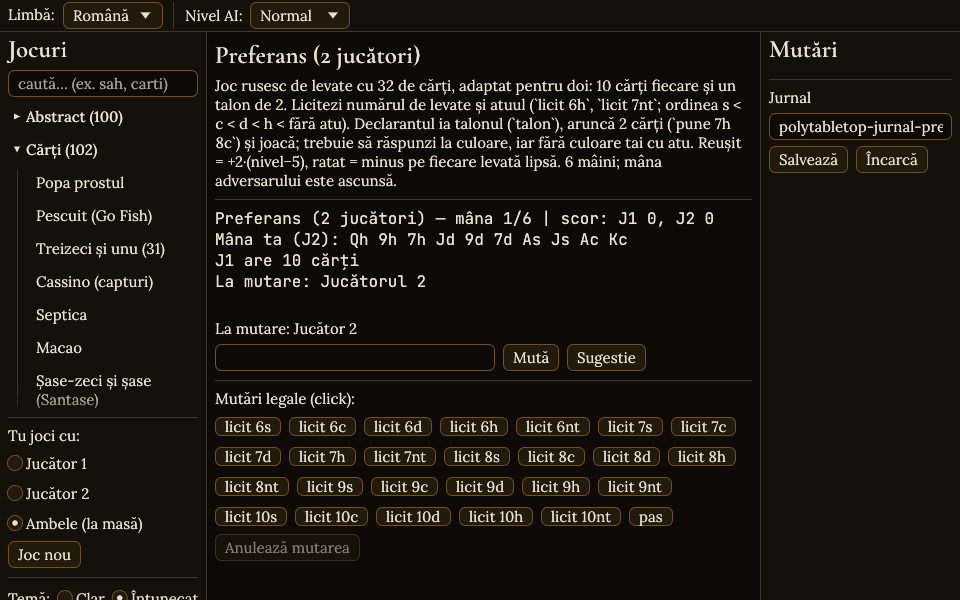 Limbă: Română Nivel AI: Normal
Jocuri
caută... (ex. sah, carti)
Abstract (100)
Cărți (102)
Popa prostul
Pescuit (Go Fish)
Treizeci și unu (31)
Cassino (capturi)
Septica
Macao
Șase-zeci și șase
(Santase)
Tu joci cu:
Jucător 1
Jucător 2
Ambele (la masă)
Joc nou
Temă: Clar Întunecat
Preferans (2 jucători)
Joc rusesc de levate cu 32 de cărți, adaptat pentru doi: 10 cărți fiecare și un
talon de 2. Licitezi numărul de levate și atuul (`licit 6h`, `licit 7nt`; ordinea s <
c < d < h < fără atu). Declarantul ia talonul (`talon`), aruncă 2 cărți (`pune 7h
8c`) și joacă; trebuie să răspunzi la culoare, iar fără culoare tai cu atu. Reușit
= +2·(nivel−5), ratat = minus pe fiecare levată lipsă. 6 mâini; mâna
adversarului este ascunsă.
Preferans (2 jucători) — mâna 1/6 | scor: J1 0, J2 0
Mâna ta (J2): Qh 9h 7h Jd 9d 7d As Js Ac Kc
J1 are 10 cărți
La mutare: Jucătorul 2
La mutare: Jucător 2
Mută Sugestie
Mutări legale (click):
licit 6s licit 6c licit 6d licit 6h licit 6nt licit 7s licit 7c
licit 7d licit 7h licit 7nt licit 8s licit 8c licit 8d licit 8h
licit 8nt licit 9s licit 9c licit 9d licit 9h licit 9nt
licit 10s licit 10c licit 10d licit 10h licit 10nt pas
Anulează mutarea
Mutări
Jurnal
polytabletop-jurnal-pre
Salvează Încarcă